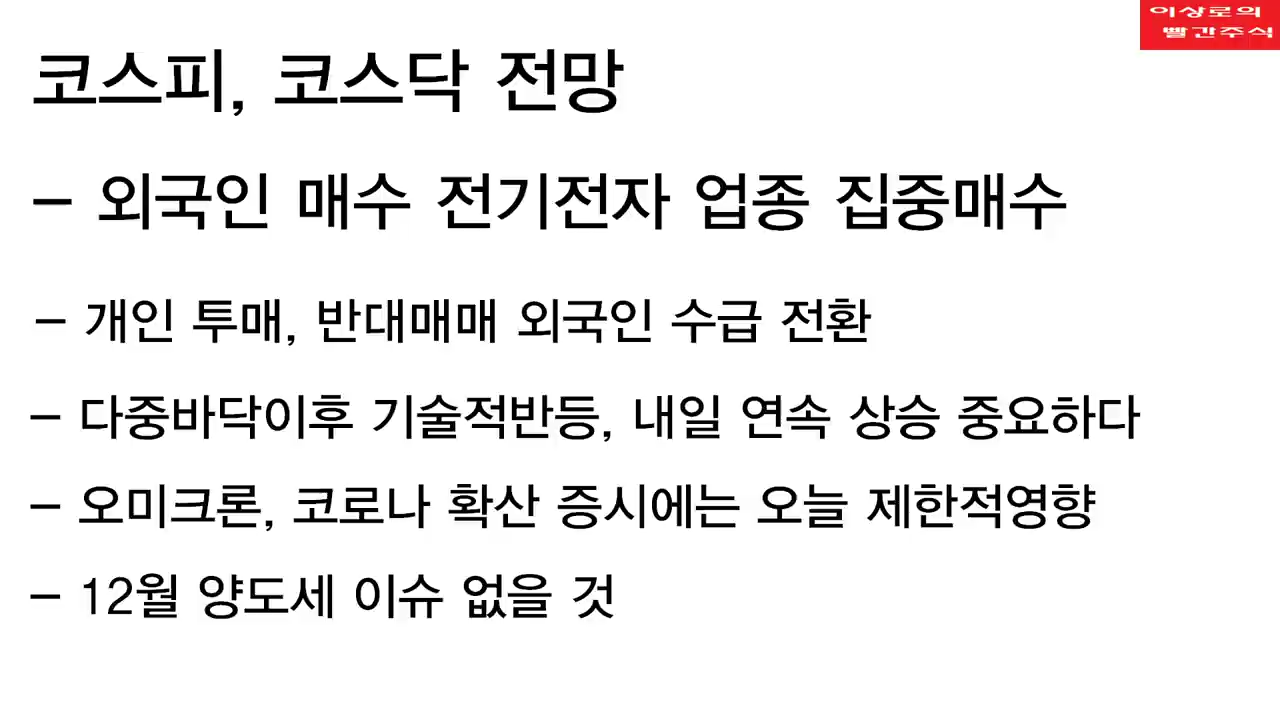 이상로의
빨간주식
코스피, 코스닥 전망
- 외국인 매수 전기전자 업종 집중매수
- 개인 투매, 반대매매 외국인 수급 전환
- 다중바닥이후 기술적반등, 내일 연속 상승 중요하다
- 오미크론, 코로나 확산 증시에는 오늘 제한적영향
- 12월 양도세 이슈 없을 것